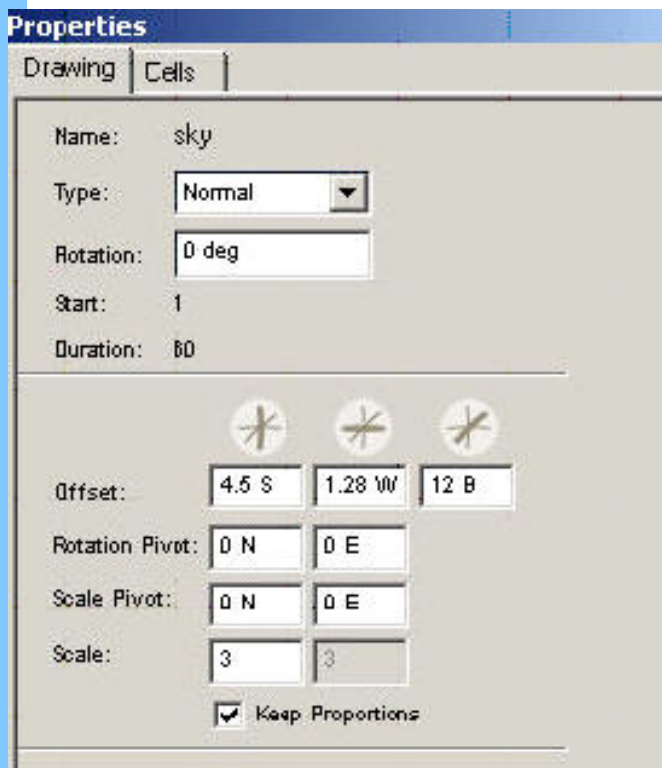 Properties
Drawing Cells
Name: sky
Type: Normal
Rotation: 0 deg
Start: 1
Duration: 60
Offset: 4.5 S 1.28 W 12 B
Rotation Pivot: 0 N 0 E
Scale Pivot: 0 N 0 E
Scale: 3 3
Keep Proportions